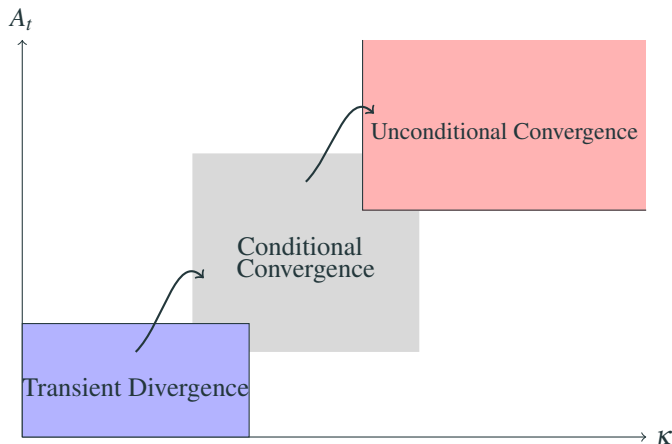 A_t
Unconditional Convergence
Conditional
Convergence
Transient Divergence
κ